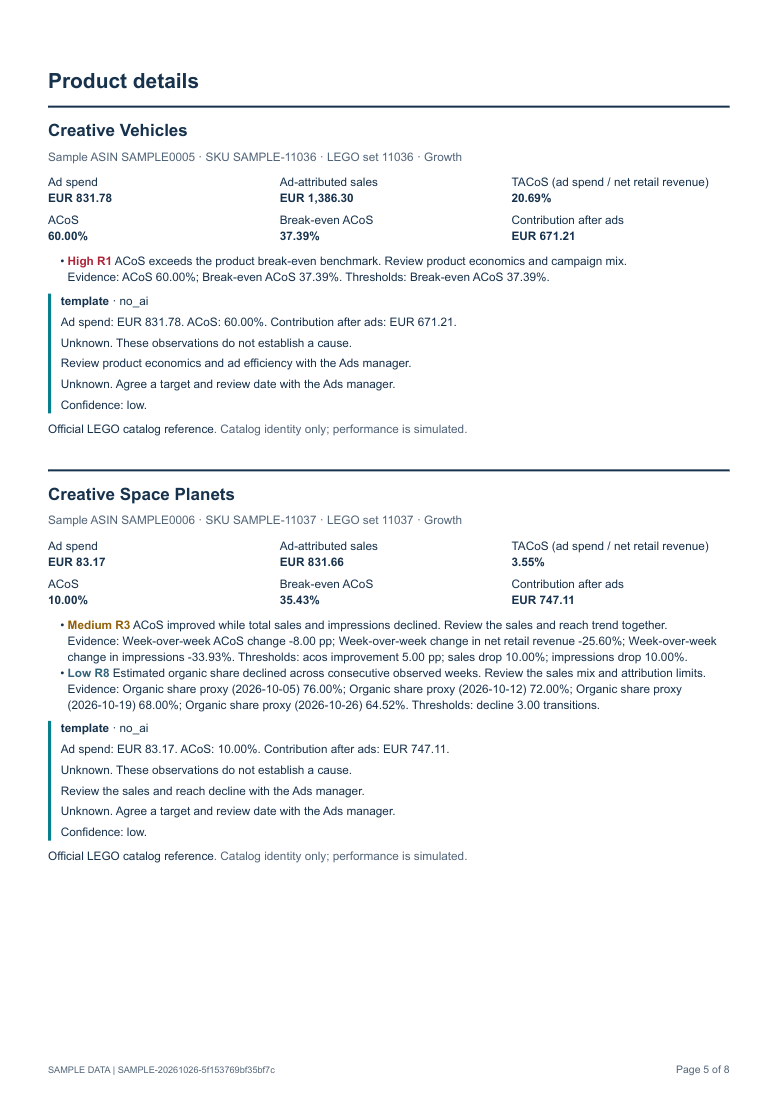 Product details
Creative Vehicles
Sample ASIN SAMPLE0005 · SKU SAMPLE-11036 · LEGO set 11036 · Growth
Ad spend
EUR 831.78
Ad-attributed sales
EUR 1,386.30
TACoS (ad spend / net retail revenue)
20.69%
ACoS
60.00%
Break-even ACoS
37.39%
Contribution after ads
EUR 671.21
• High R1 ACoS exceeds the product break-even benchmark. Review product economics and campaign mix.
Evidence: ACoS 60.00%; Break-even ACoS 37.39%. Thresholds: Break-even ACoS 37.39%.
template · no_ai
Ad spend: EUR 831.78. ACoS: 60.00%. Contribution after ads: EUR 671.21.
Unknown. These observations do not establish a cause.
Review product economics and ad efficiency with the Ads manager.
Unknown. Agree a target and review date with the Ads manager.
Confidence: low.
Official LEGO catalog reference. Catalog identity only; performance is simulated.
Creative Space Planets
Sample ASIN SAMPLE0006 · SKU SAMPLE-11037 · LEGO set 11037 · Growth
Ad spend
EUR 83.17
Ad-attributed sales
EUR 831.66
TACoS (ad spend / net retail revenue)
3.55%
ACoS
10.00%
Break-even ACoS
35.43%
Contribution after ads
EUR 747.11
• Medium R3 ACoS improved while total sales and impressions declined. Review the sales and reach trend together.
Evidence: Week-over-week ACoS change -8.00 pp; Week-over-week change in net retail revenue -25.60%; Week-over-week
change in impressions -33.93%. Thresholds: acos improvement 5.00 pp; sales drop 10.00%; impressions drop 10.00%.
• Low R8 Estimated organic share declined across consecutive observed weeks. Review the sales mix and attribution limits.
Evidence: Organic share proxy (2026-10-05) 76.00%; Organic share proxy (2026-10-12) 72.00%; Organic share proxy
(2026-10-19) 68.00%; Organic share proxy (2026-10-26) 64.52%. Thresholds: decline 3.00 transitions.
template · no_ai
Ad spend: EUR 83.17. ACoS: 10.00%. Contribution after ads: EUR 747.11.
Unknown. These observations do not establish a cause.
Review the sales and reach decline with the Ads manager.
Unknown. Agree a target and review date with the Ads manager.
Confidence: low.
Official LEGO catalog reference. Catalog identity only; performance is simulated.
SAMPLE DATA | SAMPLE-20261026-5f153769bf35bf7c
Page 5 of 8